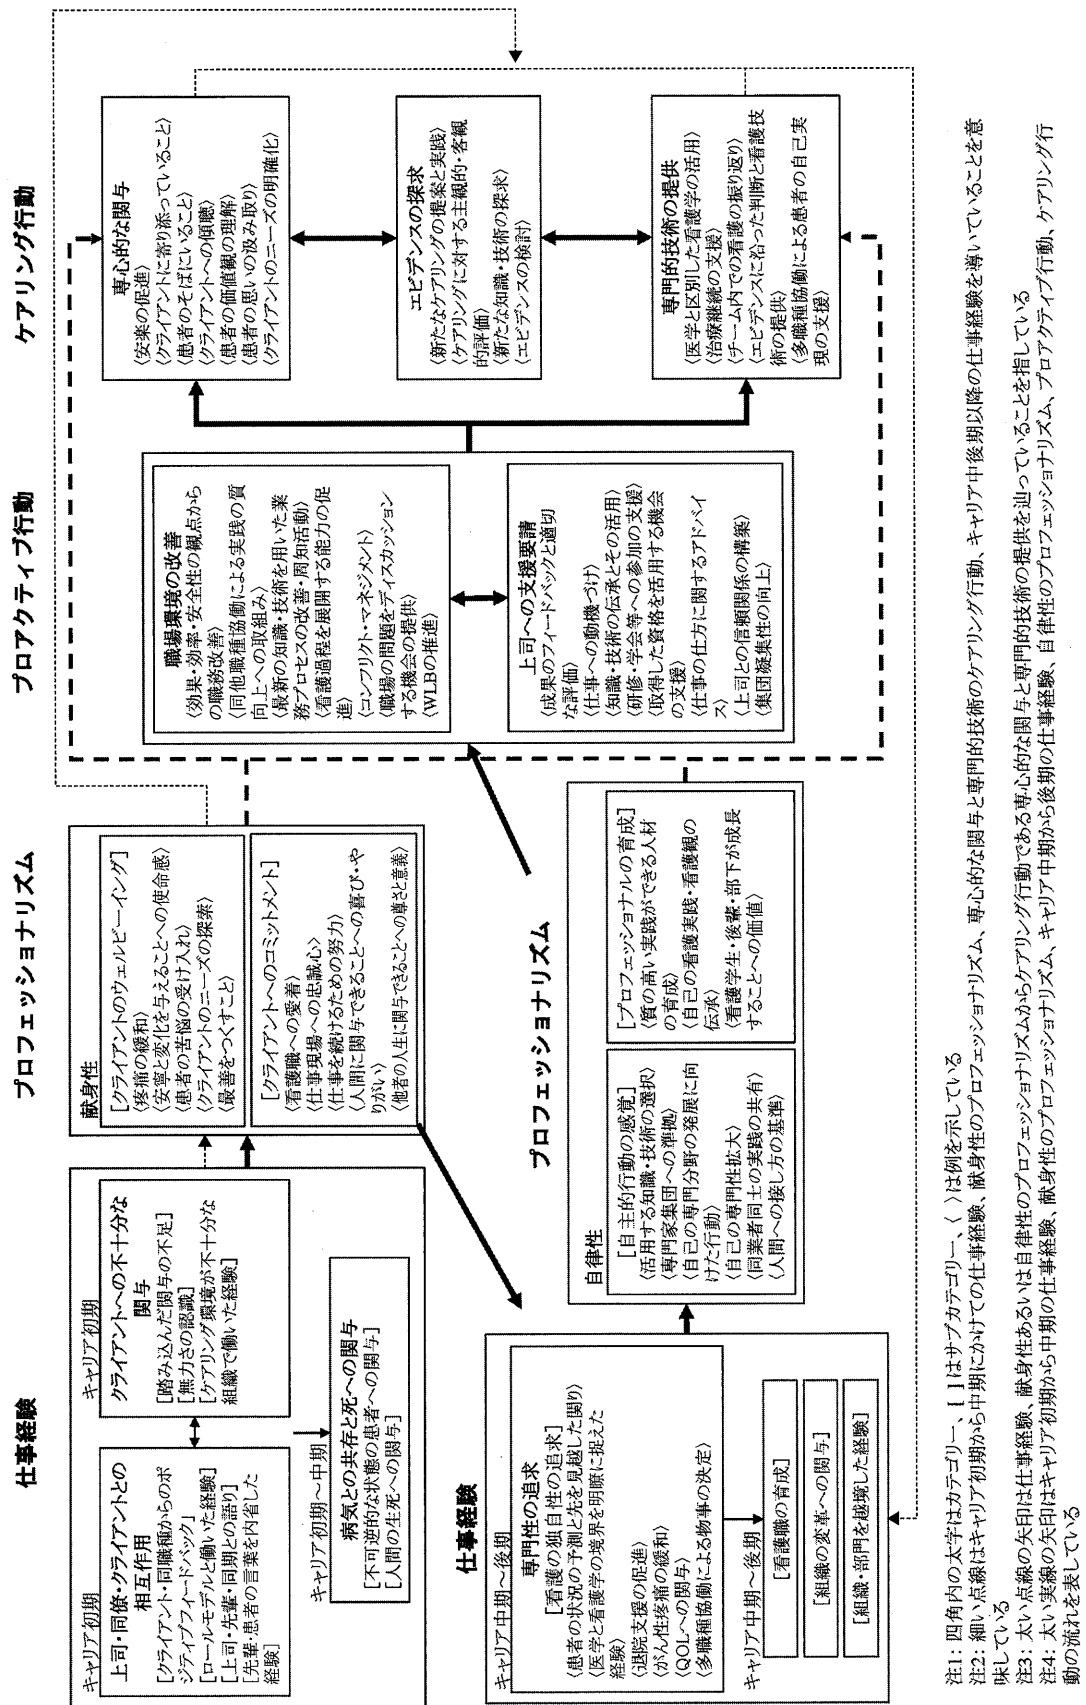 仕事経験
キャリア初期
上司・同僚・クライアントとの
相互作用
[クライアント・同職種からのポ
ジティブフィードバック」
[ロールモデルと働いた経験]
[上司・先輩・同期との語り]
[先輩・患者の言葉を内省した
経験]
キャリア初期
クライアントへの不十分な
関与
[踏み込んだ関与の不足]
[無力さの認識]
[ケアリング環境が不十分な
組織で働いた経験]
キャリア初期~中期
病気との共存と死への関与
[不可逆的な状態の患者への関与]
[人間の生死への関与]
プロフェッショナリズム
献身性
[クライアントのウェルビーイング]
〈疼痛の緩和〉
〈安寧と変化を与えることへの使命感〉
〈患者の苦悩の受け入れ〉
〈クライアントのニーズの探索〉
〈最善をつくすこと〉
[クライアントへのコミットメント]
〈看護職への愛着〉
〈仕事現場への忠誠心〉
〈仕事を続けるための努力〉
〈人間に関与できることへの喜び・や
りがい〉
〈他者の人生に関与できることへの尊さと意義〉
仕事経験
キャリア中期~後期
専門性の追求
[看護の独自性の追求]
〈患者の状況の予測と先を見越した関り〉
〈医学と看護学の境界を明瞭に捉えた
経験〉
〈退院支援の促進〉
〈がん性疼痛の緩和〉
〈QOLへの関与〉
〈多職種協働による物事の決定〉
キャリア中期~後期
[看護職の育成]
[組織の変革への関与]
[組織・部門を越境した経験]
プロフェッショナリズム
自律性
[自主的行動の感覚]
〈活用する知識・技術の選択〉
〈専門家集団への準拠〉
〈自己の専門分野の発展に向
けた行動〉
〈自己の専門性拡大〉
〈同業者同士の実践の共有〉
〈人間への接し方の基準〉
[プロフェッショナルの育成]
〈質の高い実践ができる人材
の育成〉
〈自己の看護実践・看護観の
伝承〉
〈看護学生・後輩・部下が成長
することへの価値〉
プロアクティブ行動
職場環境の改善
〈効果・効率・安全性の観点から
の職務改善〉
〈同他職種協働による実践の質
向上への取組み〉
〈最新の知識・技術を用いた業
務プロセスの改善・周知活動〉
〈看護過程を展開する能力の促
進〉
〈コンフリクト・マネジメント〉
〈職場の問題をディスカッション
する機会の提供〉
〈WLBの推進〉
上司への支援要請
〈成果のフィードバックと適切
な評価〉
〈仕事への動機づけ〉
〈知識・技術の伝承とその活用〉
〈研修・学会等への参加の支援〉
〈取得した資格を活用する機会
の支援〉
〈仕事の仕方に関するアドバイ
ス〉
〈上司との信頼関係の構築〉
〈集団凝集性の向上〉
ケアリング行動
専心的な関与
〈安楽の促進〉
〈クライアントに寄り添っていること〉
〈患者のそばにいること〉
〈クライアントへの傾聴〉
〈患者の価値観の理解〉
〈患者の思いの汲み取り〉
〈クライアントのニーズの明確化〉
エビデンスの探求
〈新たなケアリングの提案と実践〉
〈ケアリングに対する主観的・客観
的評価〉
〈新たな知識・技術の探求〉
〈エビデンスの検討〉
専門的技術の提供
〈医学と区別した看護学の活用〉
〈治療継続の支援〉
〈チーム内での看護の振り返り〉
〈エビデンスに沿った判断と看護技
術の提供〉
〈多職種協働による患者の自己実
現の支援〉
注1: 四角内の太字はカテゴリー、[ ]はサブカテゴリー、〈 〉は例を示している
注2: 細い点線はキャリア初期から中期にかけての仕事経験、献身性のプロフェッショナリズム、専心的な関与と専門的技術のケアリング行動、キャリア中後期以降の仕事経験を導いていることを意
味している
注3: 太い点線の矢印は仕事経験、献身性あるいは自律性のプロフェッショナリズムからケアリング行動である専心的な関与と専門的技術の提供を辿っていることを指している
注4: 太い実線の矢印はキャリア初期から中期の仕事経験、献身性のプロフェッショナリズム、キャリア中期から後期の仕事経験、自律性のプロフェッショナリズム、プロアクティブ行動、ケアリング行
動の流れを表している